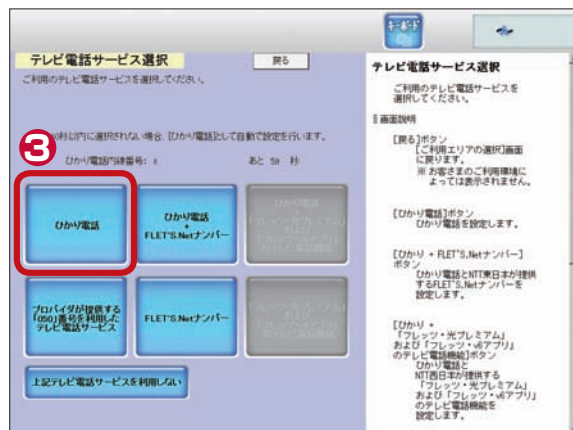 キーボード
テレビ電話サービス選択
戻る
ご利用のテレビ電話サービスを選択してください。
秒以内に選択されない場合、[ひかり電話]として自動で設定を行います。
3
ひかり電話内線番号:
あと 59 秒
ひかり電話
ひかり電話
+
FLET'S.Netナンバー
プロバイダが提供する
「050」番号を利用した
テレビ電話サービス
FLET'S.Netナンバー
上記テレビ電話サービスを利用しない
テレビ電話サービス選択
ご利用のテレビ電話サービスを
選択してください。
画面説明
[戻る]ボタン
[ご利用エリアの選択]画面
に戻ります。
※ お客さまのご利用環境に
よっては表示されません。
[ひかり電話]ボタン
ひかり電話を設定します。
[ひかり + FLET'S.Netナンバー]
ボタン
ひかり電話とNTT東日本が提供
するFLET'S.Netナンバーを
設定します。
[ひかり +
「フレッツ・光プレミアム」
および「フレッツ・v6アプリ」
のテレビ電話機能]ボタン
ひかり電話と
NTT西日本が提供する
「フレッツ・光プレミアム」
および「フレッツ・v6アプリ」
のテレビ電話機能を
設定します。